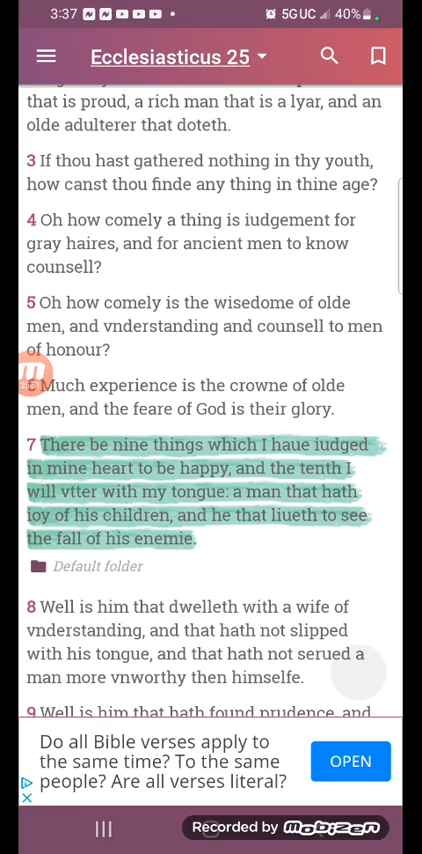 3:37
5GUC 40%
Ecclesiasticus 25
that is proud, a rich man that is a lyar, and an
olde adulterer that doteth.
3 If thou hast gathered nothing in thy youth,
how canst thou finde any thing in thine age?
4 Oh how comely a thing is iudgement for
gray haires, and for ancient men to know
counsell?
5 Oh how comely is the wisedome of olde
men, and vnderstanding and counsell to men
of honour?
Much experience is the crowne of olde
men, and the feare of God is their glory.
7 There be nine things which I haue iudged
in mine heart to be happy, and the tenth I
will vtter with my tongue: a man that hath
ioy of his children, and he that liueth to see
the fall of his enemie.
Default folder
8 Well is him that dwelleth with a wife of
vnderstanding, and that hath not slipped
with his tongue, and that hath not serued a
man more vnworthy then himselfe.
9 Well is him that hath found prudence, and
Do all Bible verses apply to
the same time? To the same
people? Are all verses literal?
OPEN
Recorded by MOBIZEN